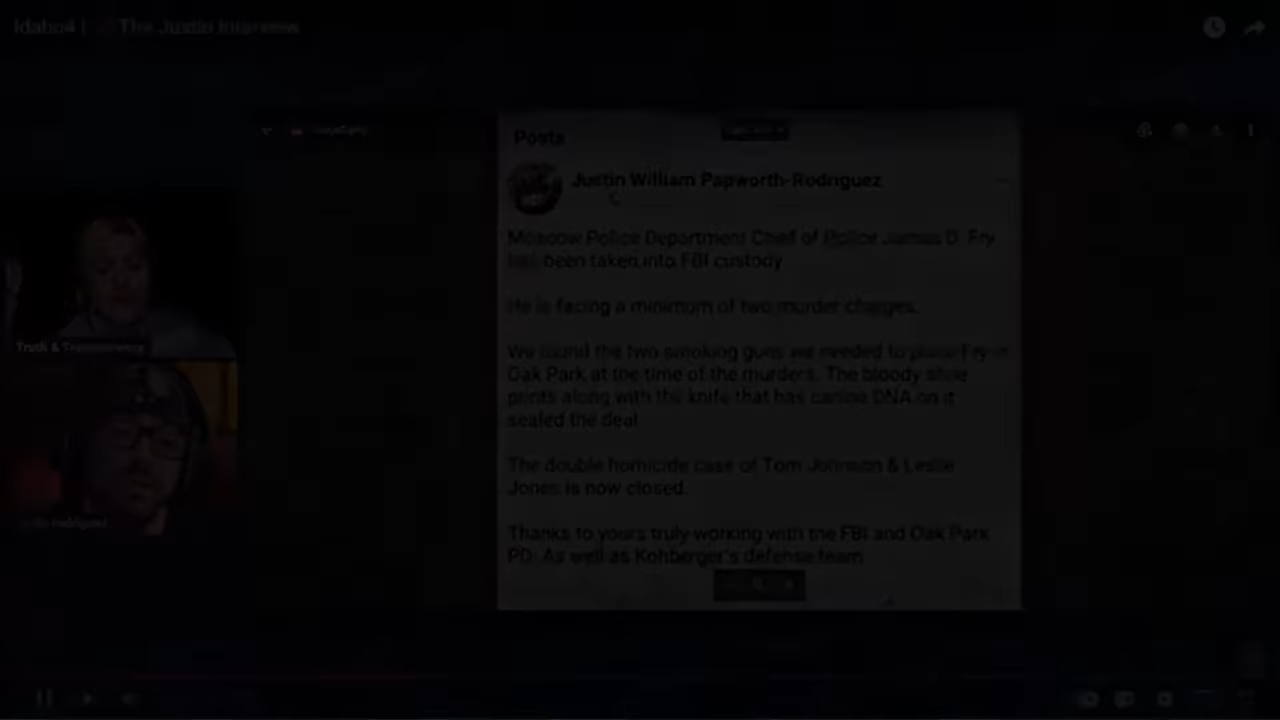 Idaho4 | The Justin Interview
Posts
Justin William Papworth-Rodriguez
Moscow Police Department Chief of Police James D. Fry
has been taken into FBI custody
He is facing a minimum of two murder charges.
We found the two smoking guns we needed to place Fry in
Oak Park at the time of the murders. The bloody shoe
prints along with the knife that has canine DNA on it
sealed the deal
The double homicide case of Tom Johnson & Leslie
Jones is now closed.
Thanks to yours truly working with the FBI and Oak Park
PD. As well as Kohberger's defense team
Truth & Transparency